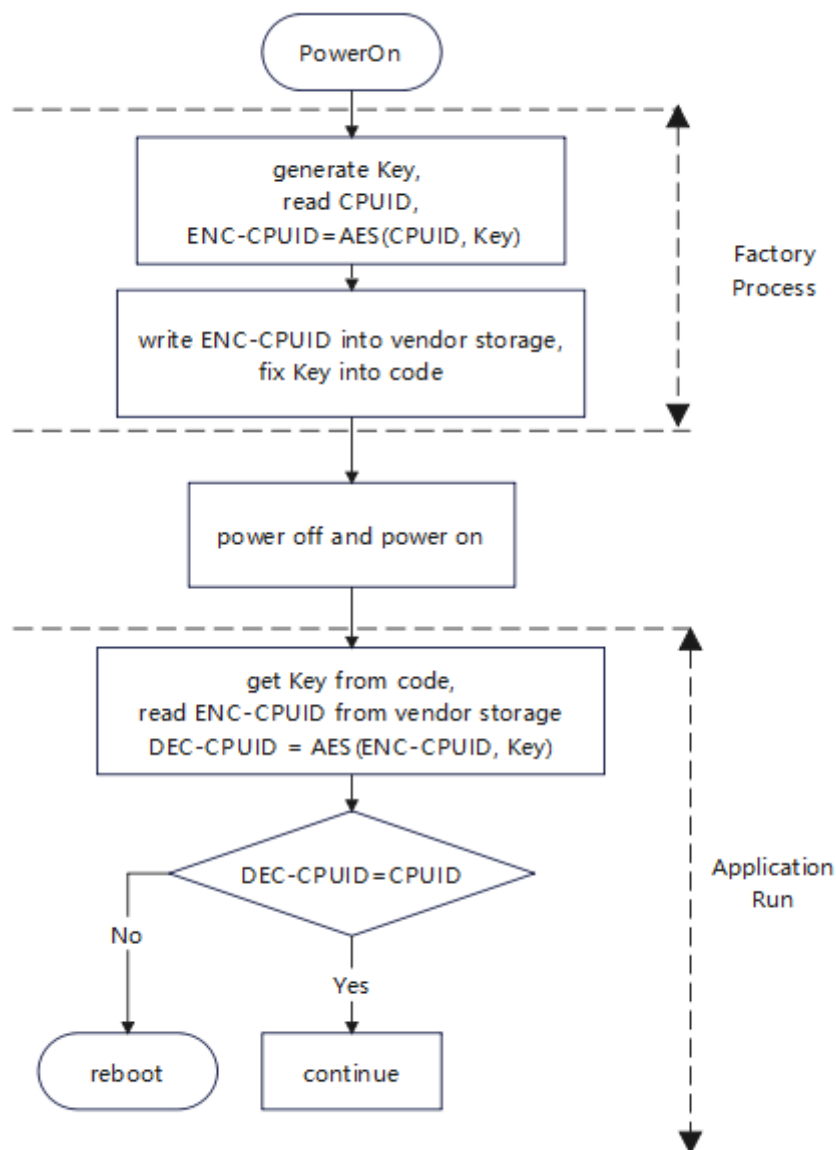 PowerOn
generate Key,
read CPUID,
ENC-CPUID=AES(CPUID, Key)
Factory
Process
write ENC-CPUID into vendor storage,
fix Key into code
power off and power on
get Key from code,
read ENC-CPUID from vendor storage
DEC-CPUID = AES(ENC-CPUID, Key)
DEC-CPUID=CPUID
Application
Run
No
Yes
reboot
continue